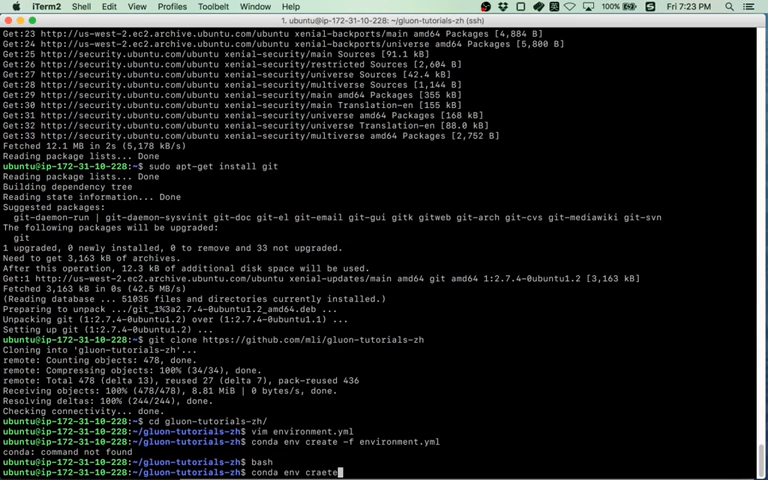 iTerm2 Shell Edit View Profiles Toolbelt Window Help 100% Fri 7:23 PM
1. ubuntu@ip-172-31-10-228: ~/gluon-tutorials-zh (ssh)
Get:23 http://us-west-2.ec2.archive.ubuntu.com/ubuntu xenial-backports/main amd64 Packages [4,884 B]
Get:24 http://us-west-2.ec2.archive.ubuntu.com/ubuntu xenial-backports/universe amd64 Packages [5,800 B]
Get:25 http://security.ubuntu.com/ubuntu xenial-security/main Sources [91.1 kB]
Get:26 http://security.ubuntu.com/ubuntu xenial-security/restricted Sources [2,604 B]
Get:27 http://security.ubuntu.com/ubuntu xenial-security/universe Sources [42.4 kB]
Get:28 http://security.ubuntu.com/ubuntu xenial-security/multiverse Sources [1,144 B]
Get:29 http://security.ubuntu.com/ubuntu xenial-security/main amd64 Packages [355 kB]
Get:30 http://security.ubuntu.com/ubuntu xenial-security/main Translation-en [155 kB]
Get:31 http://security.ubuntu.com/ubuntu xenial-security/universe amd64 Packages [168 kB]
Get:32 http://security.ubuntu.com/ubuntu xenial-security/universe Translation-en [88.0 kB]
Get:33 http://security.ubuntu.com/ubuntu xenial-security/multiverse amd64 Packages [2,752 B]
Fetched 12.1 MB in 2s (5,178 kB/s)
Reading package lists... Done
ubuntu@ip-172-31-10-228:~$ sudo apt-get install git
Reading package lists... Done
Building dependency tree
Reading state information... Done
Suggested packages:
git-daemon-run | git-daemon-sysvinit git-doc git-el git-email git-gui gitk gitweb git-arch git-cvs git-mediawiki git-svn
The following packages will be upgraded:
git
1 upgraded, 0 newly installed, 0 to remove and 33 not upgraded.
Need to get 3,163 kB of archives.
After this operation, 12.3 kB of additional disk space will be used.
Get:1 http://us-west-2.ec2.archive.ubuntu.com/ubuntu xenial-updates/main amd64 git amd64 1:2.7.4-0ubuntu1.2 [3,163 kB]
Fetched 3,163 kB in 0s (42.5 MB/s)
(Reading database ... 51035 files and directories currently installed.)
Preparing to unpack .../git_1%3a2.7.4-0ubuntu1.2_amd64.deb ...
Unpacking git (1:2.7.4-0ubuntu1.2) over (1:2.7.4-0ubuntu1.1) ...
Setting up git (1:2.7.4-0ubuntu1.2) ...
ubuntu@ip-172-31-10-228:~$ git clone https://github.com/mli/gluon-tutorials-zh
Cloning into 'gluon-tutorials-zh'...
remote: Counting objects: 478, done.
remote: Compressing objects: 100% (34/34), done.
remote: Total 478 (delta 13), reused 27 (delta 7), pack-reused 436
Receiving objects: 100% (478/478), 8.81 MiB | 0 bytes/s, done.
Resolving deltas: 100% (244/244), done.
Checking connectivity... done.
ubuntu@ip-172-31-10-228:~$ cd gluon-tutorials-zh/
ubuntu@ip-172-31-10-228:~/gluon-tutorials-zh$ vim environment.yml
ubuntu@ip-172-31-10-228:~/gluon-tutorials-zh$ conda env create -f environment.yml
conda: command not found
ubuntu@ip-172-31-10-228:~/gluon-tutorials-zh$ bash
ubuntu@ip-172-31-10-228:~/gluon-tutorials-zh$ conda env craete